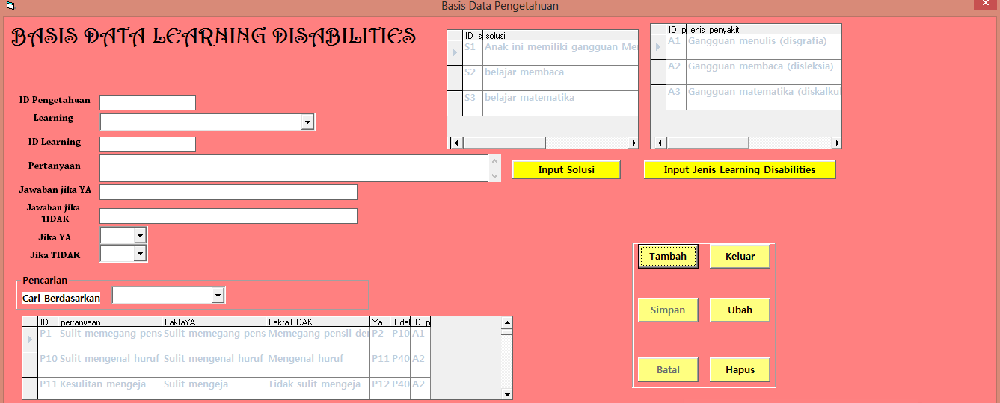 Basis Data Pengetahuan
BASIS DATA LEARNING DISABILITIES
ID Pengetahuan
Learning
ID Learning
Pertanyaan
Jawaban jika YA
Jawaban jika
TIDAK
Jika YA
Jika TIDAK
ID_s solusi
S1 Anak ini memiliki gangguan
S2 belajar membaca
S3 belajar matematika
ID_p jenis_penyakit
A1 Gangguan menulis (disgrafia)
A2 Gangguan membaca (disleksia)
A3 Gangguan matematika (diskalkul
Input Solusi
Input Jenis Learning Disabilities
Tambah Keluar
Simpan Ubah
Batal Hapus
Pencarian
Cari Berdasarkan
ID pertanyaan FaktaYA FaktaTIDAK Ya Tidal ID_p
P1 Sulit memegang pens Sulit memegang pens Memegang pensil der P2 P10 A1
P10 Sulit mengenal huruf Sulit mengenal huruf Mengenal huruf P11 P40 A2
P11 Kesulitan mengeja Sulit mengeja Tidak sulit mengeja P12 P40 A2